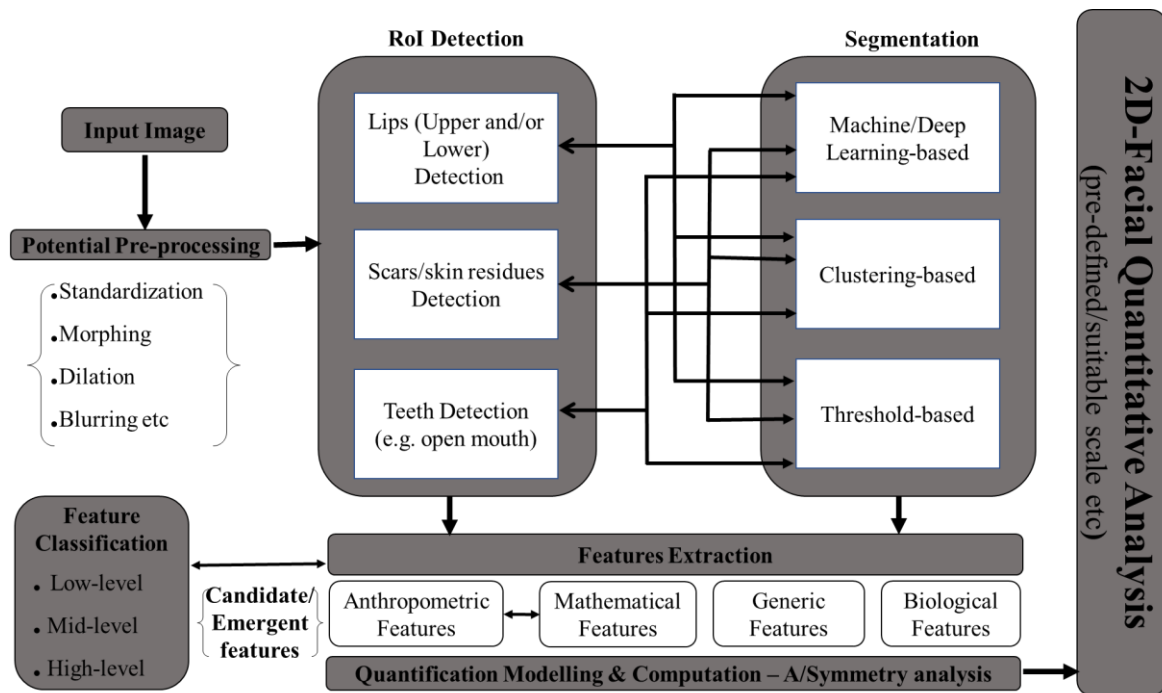 RoI Detection
Segmentation
Input Image
Potential Pre-processing
.Standardization
.Morphing
.Dilation
.Blurring etc
Lips (Upper and/or
Lower)
Detection
Scars/skin residues
Detection
Teeth Detection
(e.g. open mouth)
Machine/Deep
Learning-based
Clustering-based
Threshold-based
2D-Facial Quantitative Analysis
(pre-defined/suitable scale etc)
Feature
Classification
. Low-level
. Mid-level
. High-level
Features Extraction
Candidate/
Emergent
features
Anthropometric
Features
Mathematical
Features
Generic
Features
Biological
Features
Quantification Modelling & Computation – A/Symmetry analysis